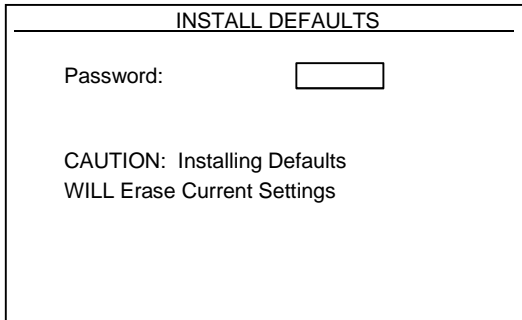 INSTALL DEFAULTS
Password:
CAUTION:  Installing Defaults
WILL Erase Current Settings